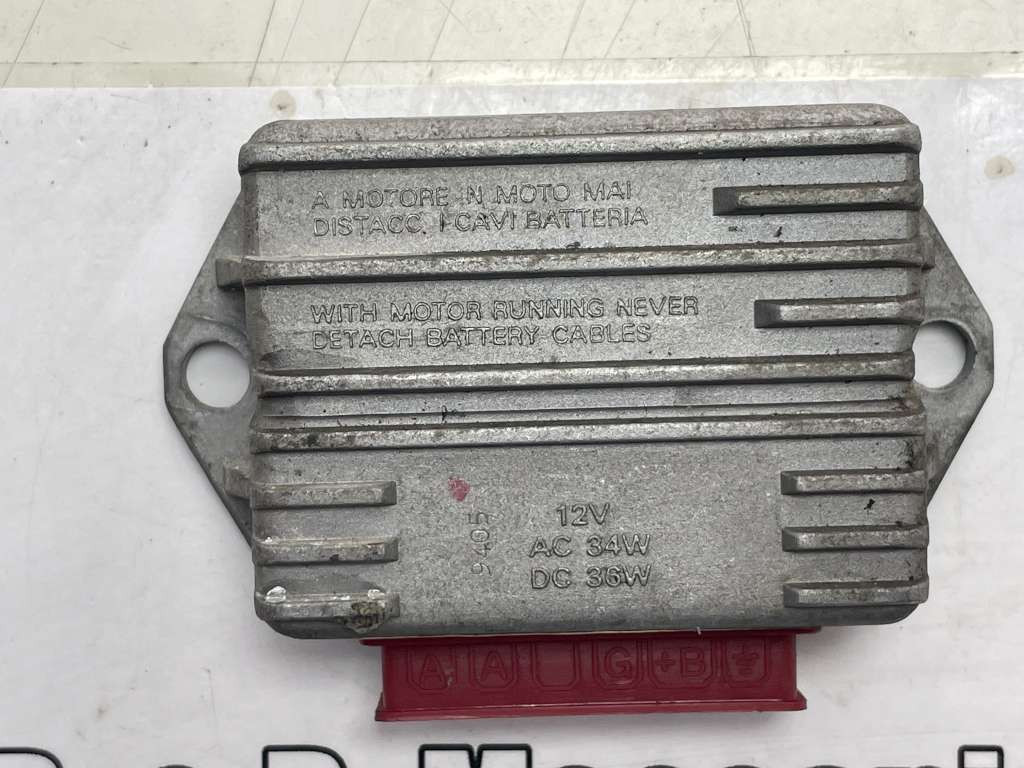 A MOTORE IN MOTO MAI
DISTACC. I CAVI BATTERIA
WITH MOTOR RUNNING NEVER
DETACH BATTERY CABLES
9405
12V
AC 34W
DC 36W
A A G +B